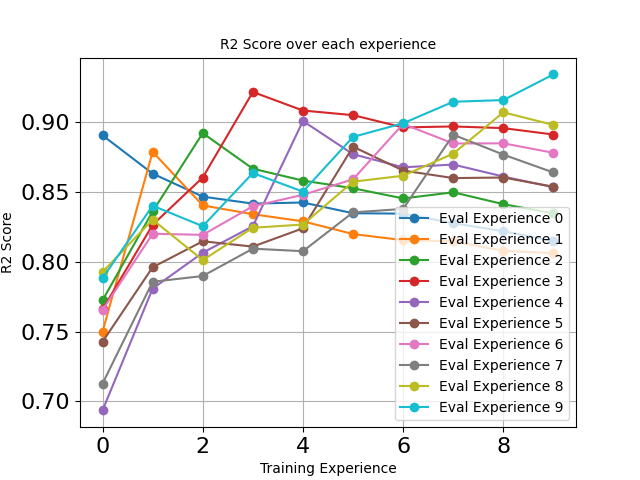 R2 Score over each experience
R2 Score
0.90
0.85
0.80
0.75
0.70
0 2 4 6 8
Training Experience
Eval Experience 0
Eval Experience 1
Eval Experience 2
Eval Experience 3
Eval Experience 4
Eval Experience 5
Eval Experience 6
Eval Experience 7
Eval Experience 8
Eval Experience 9